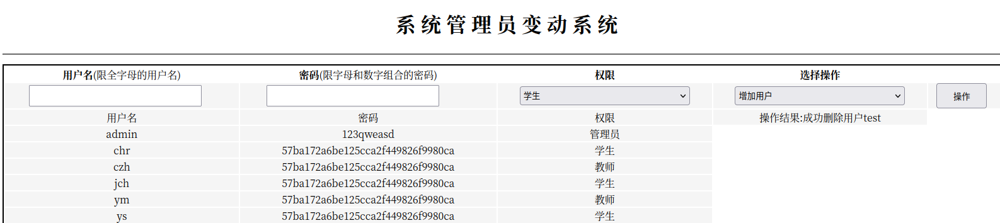 系统管理员变动系统
用户名(限全字母的用户名) 密码(限字母和数字组合的密码) 权限 选择操作
学生 增加用户 操作
用户名 密码 权限 操作结果:成功删除用户test
admin 123qweasd 管理员
chr 57ba172a6be125cca2f449826f9980ca 学生
czh 57ba172a6be125cca2f449826f9980ca 教师
jch 57ba172a6be125cca2f449826f9980ca 学生
ym 57ba172a6be125cca2f449826f9980ca 教师
ys 57ba172a6be125cca2f449826f9980ca 学生